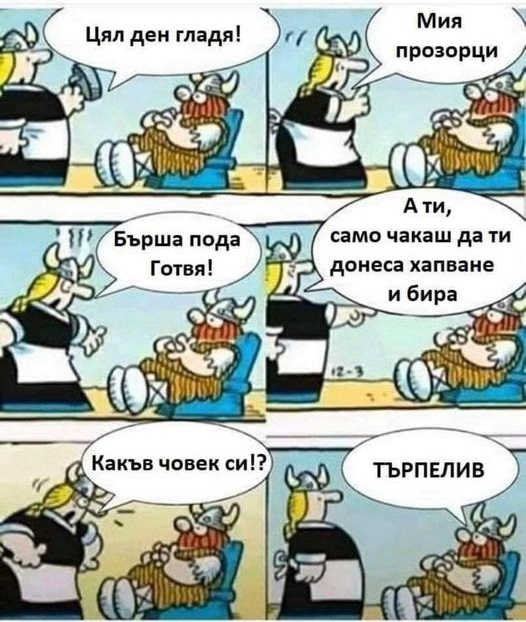 Цял ден гладя!
Мия
прозорци
Бърша пода
Готвя!
А ти,
само чакаш да ти
донеса хапване
и бира
12-3
Какъв човек си!?
ТЪРПЕЛИВ